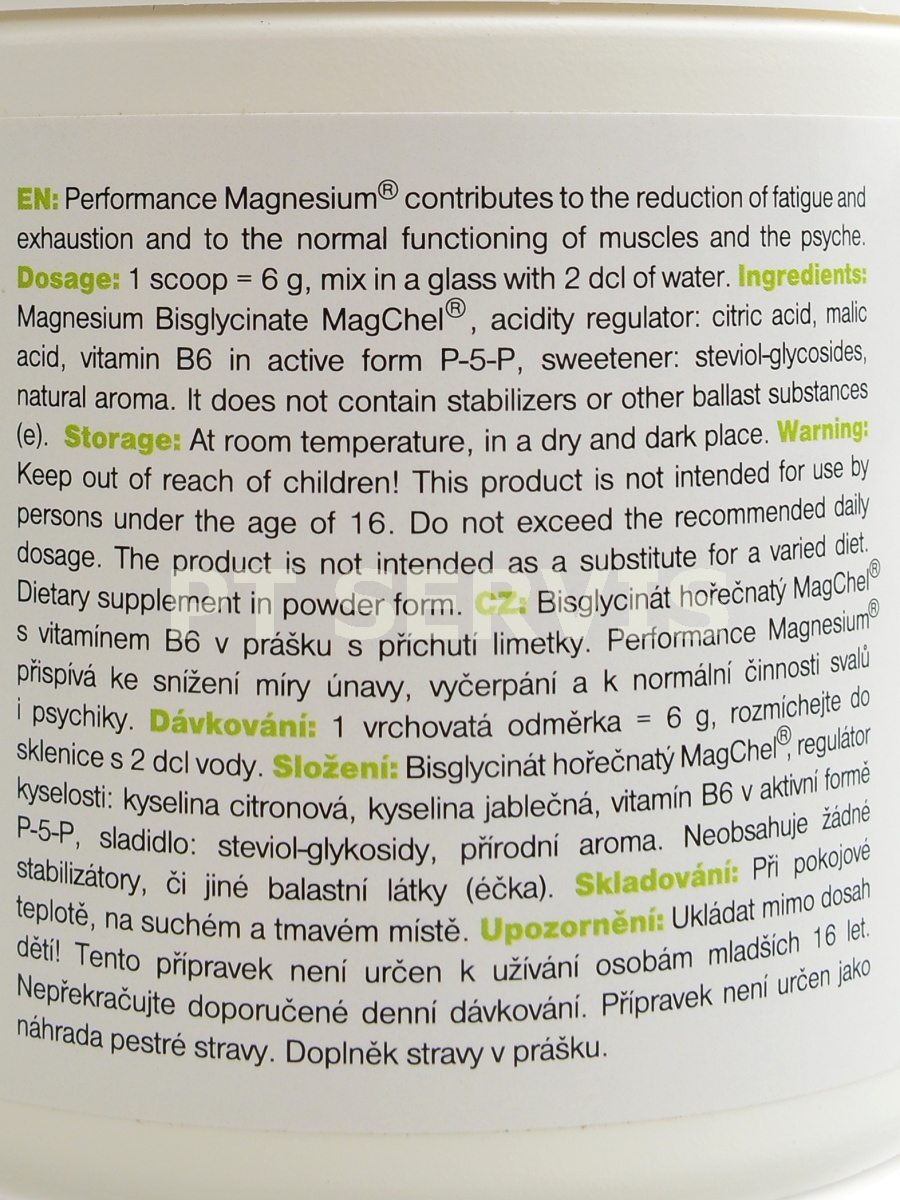 EN: Performance Magnesium® contributes to the reduction of fatigue and
exhaustion and to the normal functioning of muscles and the psyche.
Dosage: 1 scoop = 6 g, mix in a glass with 2 dcl of water. Ingredients:
Magnesium Bisglycinate MagChel®, acidity regulator: citric acid, malic
acid, vitamin B6 in active form P-5-P, sweetener: steviol-glycosides,
natural aroma. It does not contain stabilizers or other ballast substances
(e). Storage: At room temperature, in a dry and dark place. Warning:
Keep out of reach of children! This product is not intended for use by
persons under the age of 16. Do not exceed the recommended daily
dosage. The product is not intended as a substitute for a varied diet.
Dietary supplement in powder form. CZ: Bisglycinát hořečnatý MagChel®
s vitamínem B6 v prášku s příchutí limetky. Performance Magnesium®
přispívá ke snížení míry únavy, vyčerpání a k normální činnosti svalů
i psychiky. Dávkování: 1 vrchovatá odměrka = 6 g, rozmíchejte do
sklenice s 2 dcl vody. Složení: Bisglycinát hořečnatý MagChel®, regulátor
kyselosti: kyselina citronová, kyselina jablečná, vitamín B6 v aktivní formě
P-5-P, sladidlo: steviol-glykosidy, přírodní aroma. Neobsahuje žádné
stabilizátory, či jiné balastní látky (éčka). Skladování: Při pokojové
teplotě, na suchém a tmavém místě. Upozornění: Ukládat mimo dosah
dětí! Tento přípravek není určen k užívání osobám mladších 16 let.
Nepřekračujte doporučené denní dávkování. Přípravek není určen jako
náhrada pestré stravy. Doplněk stravy v prášku.
PT SERVIS